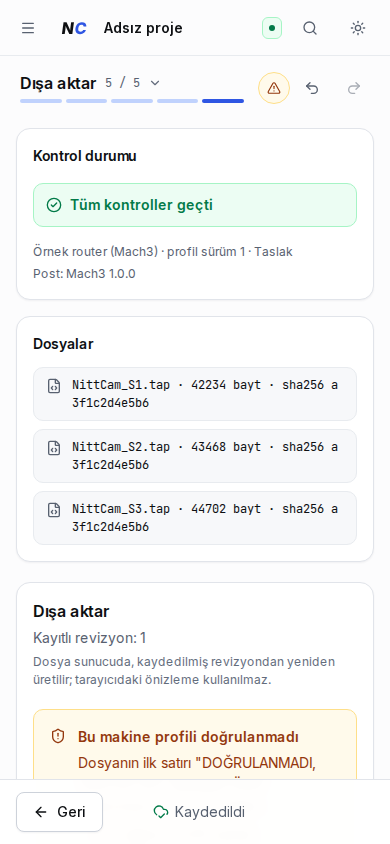 NC Adsız proje
Dışa aktar 5 / 5
Kontrol durumu
Tüm kontroller geçti
Örnek router (Mach3) · profil sürüm 1 · Taslak
Post: Mach3 1.0.0
Dosyalar
NittCam_S1.tap · 42234 bayt · sha256 a
3f1c2d4e5b6
NittCam_S2.tap · 43468 bayt · sha256 a
3f1c2d4e5b6
NittCam_S3.tap · 44702 bayt · sha256 a
3f1c2d4e5b6
Dışa aktar
Kayıtlı revizyon: 1
Dosya sunucuda, kaydedilmiş revizyondan yeniden
üretilir; tarayıcıdaki önizleme kullanılmaz.
Bu makine profili doğrulanmadı
Dosyanın ilk satırı "DOĞRULANMADI,
Geri Kaydedildi